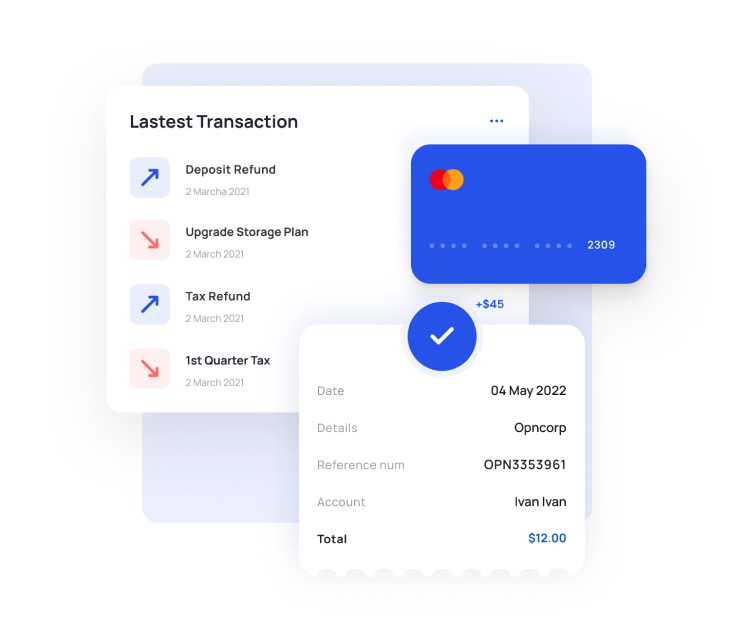 Lastest Transaction
Deposit Refund
2 Marcha 2021
Upgrade Storage Plan
2 March 2021
Tax Refund
2 March 2021
1st Quarter Tax
2 March 2021
2309
+$45
Date 04 May 2022
Details Opncorp
Reference num OPN3353961
Account Ivan Ivan
Total $12.00